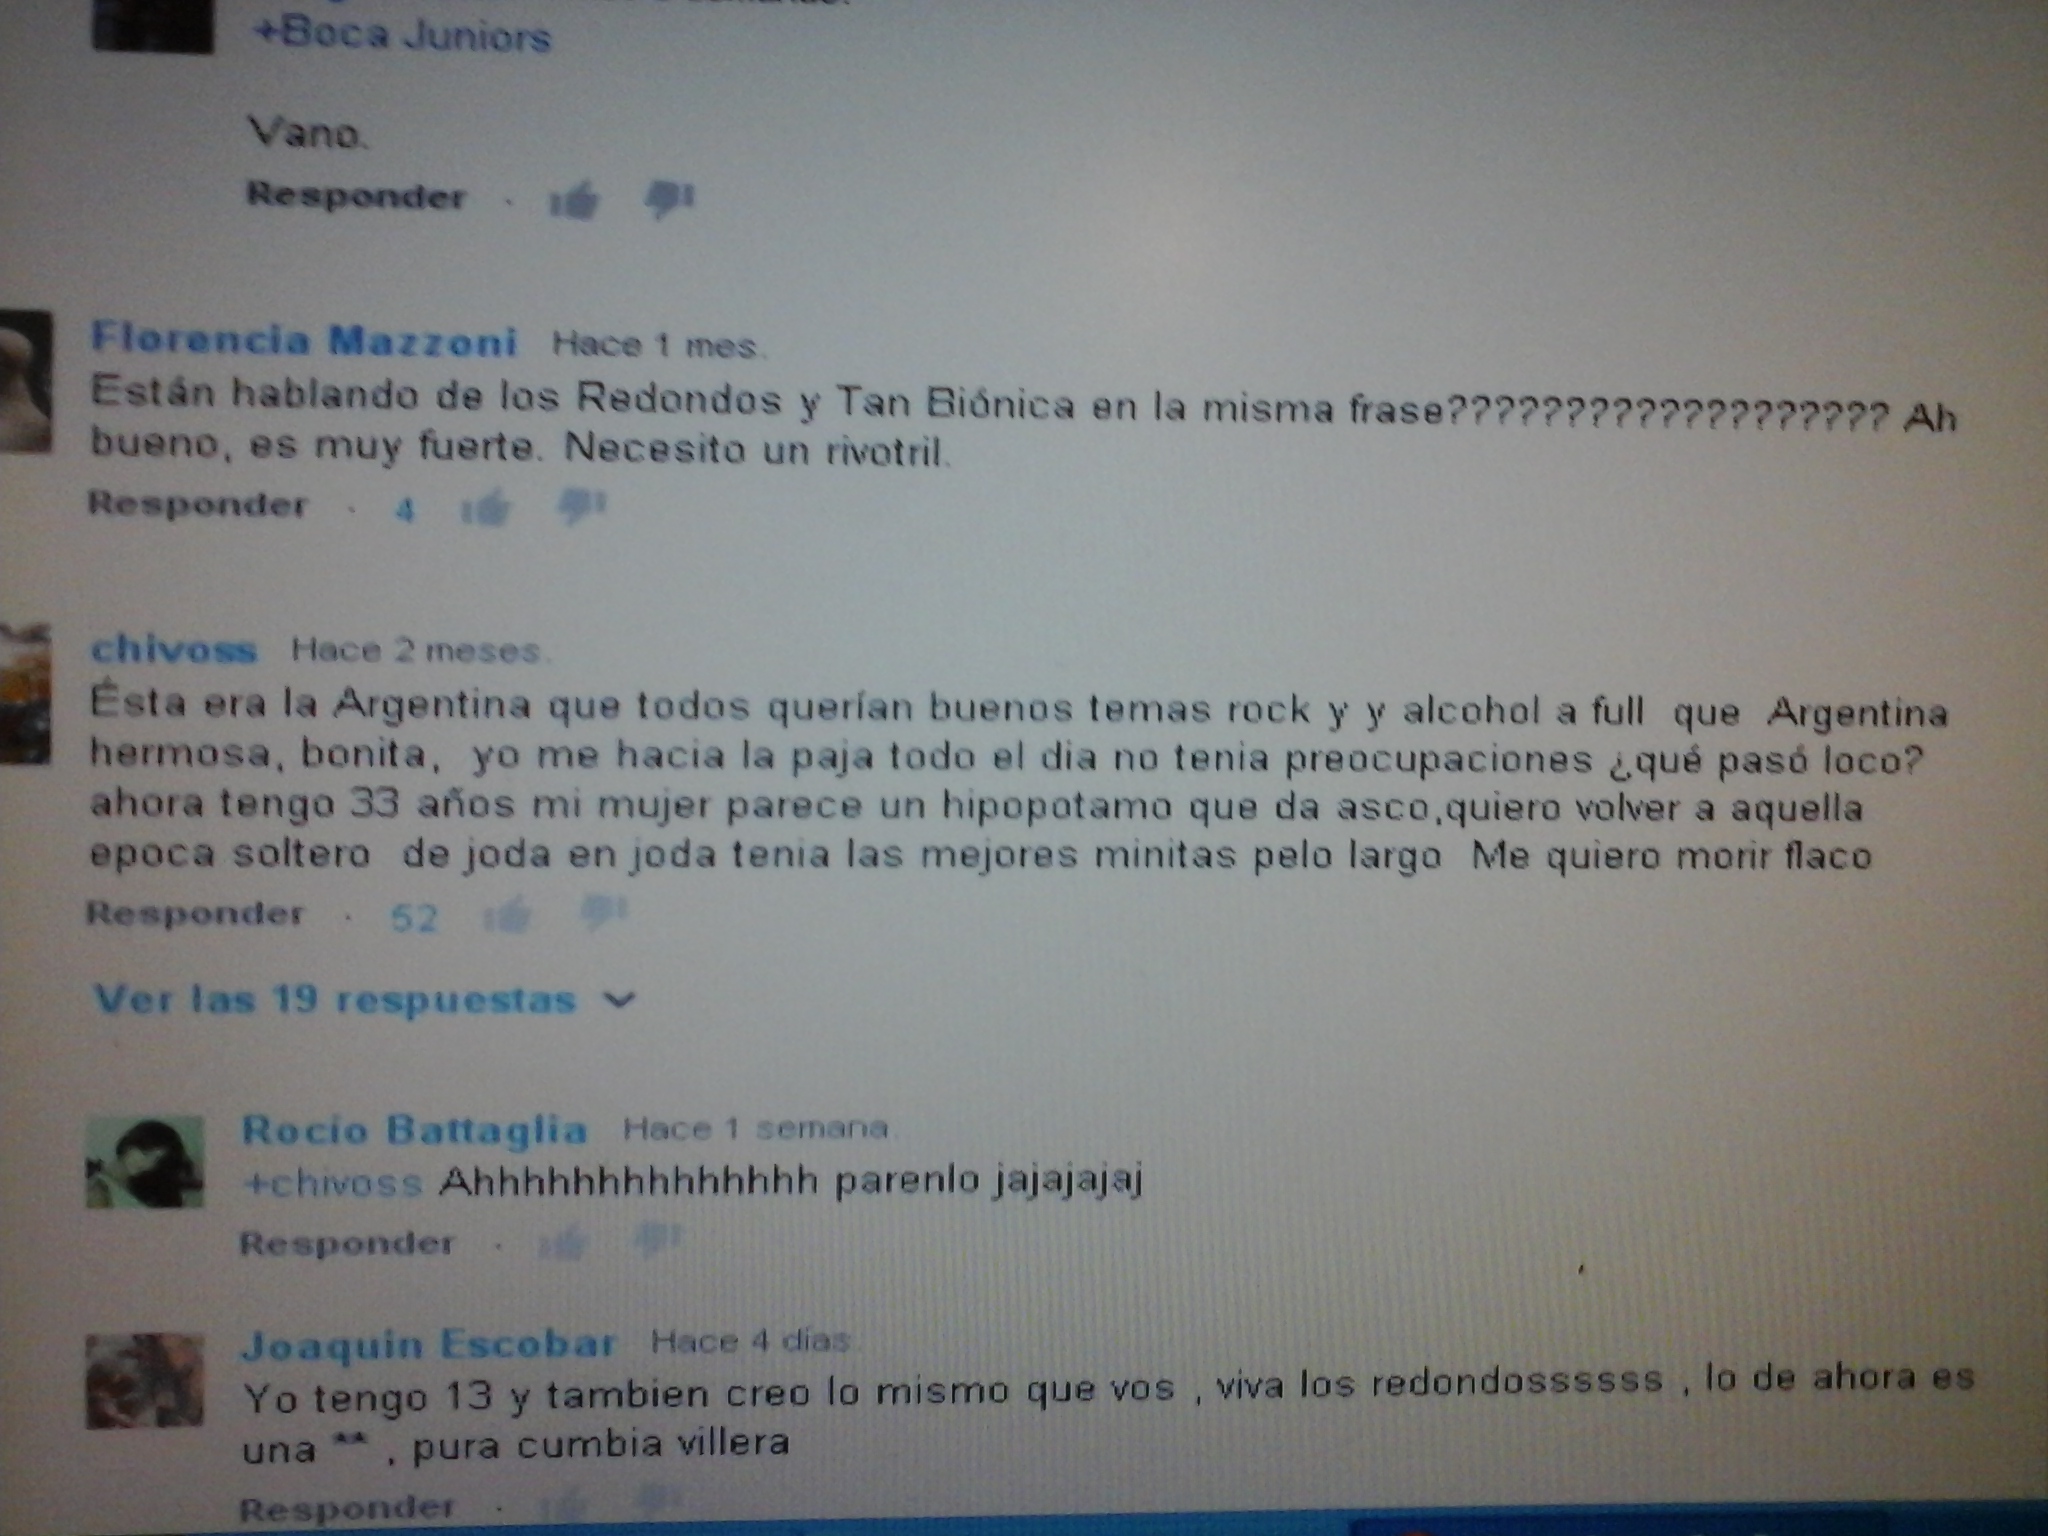 +Boca Juniors
Vano.
Responder ·
Florencia Mazzoni Hace 1 mes.
Están hablando de los Redondos y Tan Biónica en la misma frase??????????????????? Ah
bueno, es muy fuerte. Necesito un rivotril.
Responder · 4
chivoss Hace 2 meses.
Ésta era la Argentina que todos querían buenos temas rock y y alcohol a full que Argentina
hermosa, bonita, yo me hacia la paja todo el dia no tenia preocupaciones ¿qué pasó loco?
ahora tengo 33 años mi mujer parece un hipopotamo que da asco,quiero volver a aquella
epoca soltero de joda en joda tenia las mejores minitas pelo largo Me quiero morir flaco
Responder · 52
Ver las 19 respuestas
Rocio Battaglia Hace 1 semana.
+chivoss Ahhhhhhhhhhhhhhh parenlo jajajajaj
Responder ·
Joaquin Escobar Hace 4 días
Yo tengo 13 y tambien creo lo mismo que vos , viva los redondossssss , lo de ahora es
una ** , pura cumbia villera
Responder ·